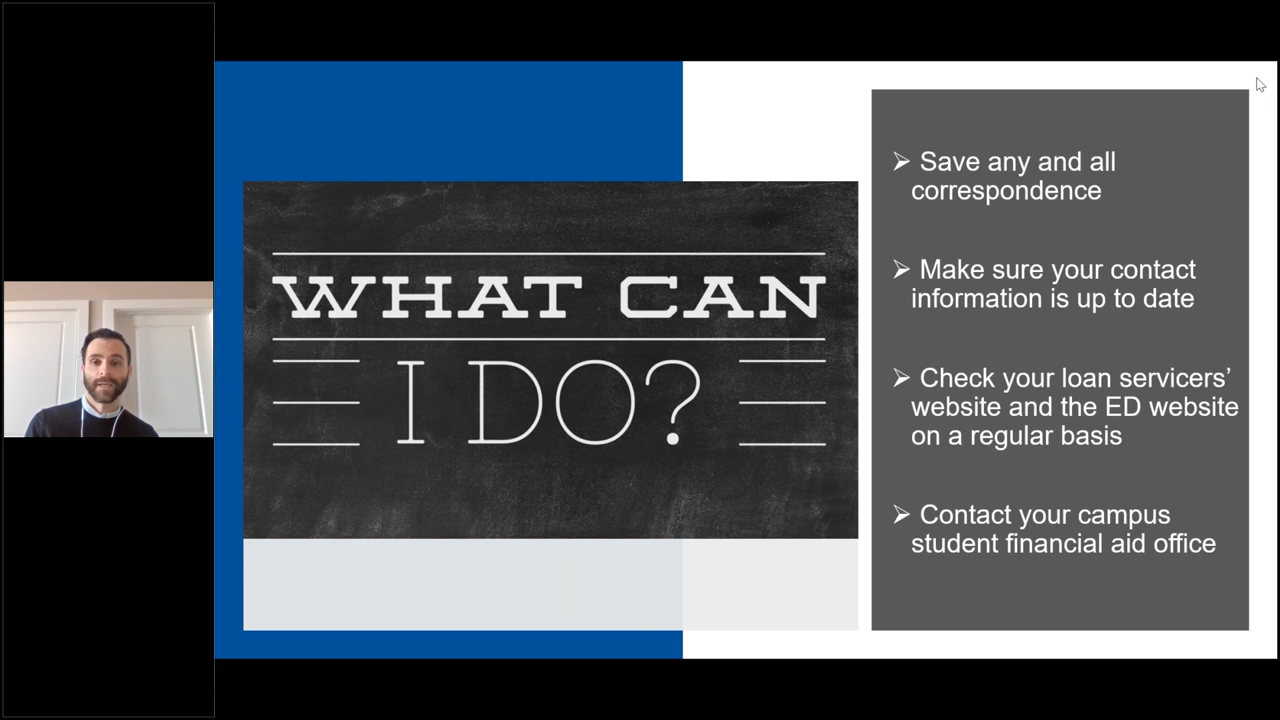 WHAT CAN
I DO?
➢ Save any and all
correspondence
➢ Make sure your contact
information is up to date
➢ Check your loan servicers’
website and the ED website
on a regular basis
➢ Contact your campus
student financial aid office